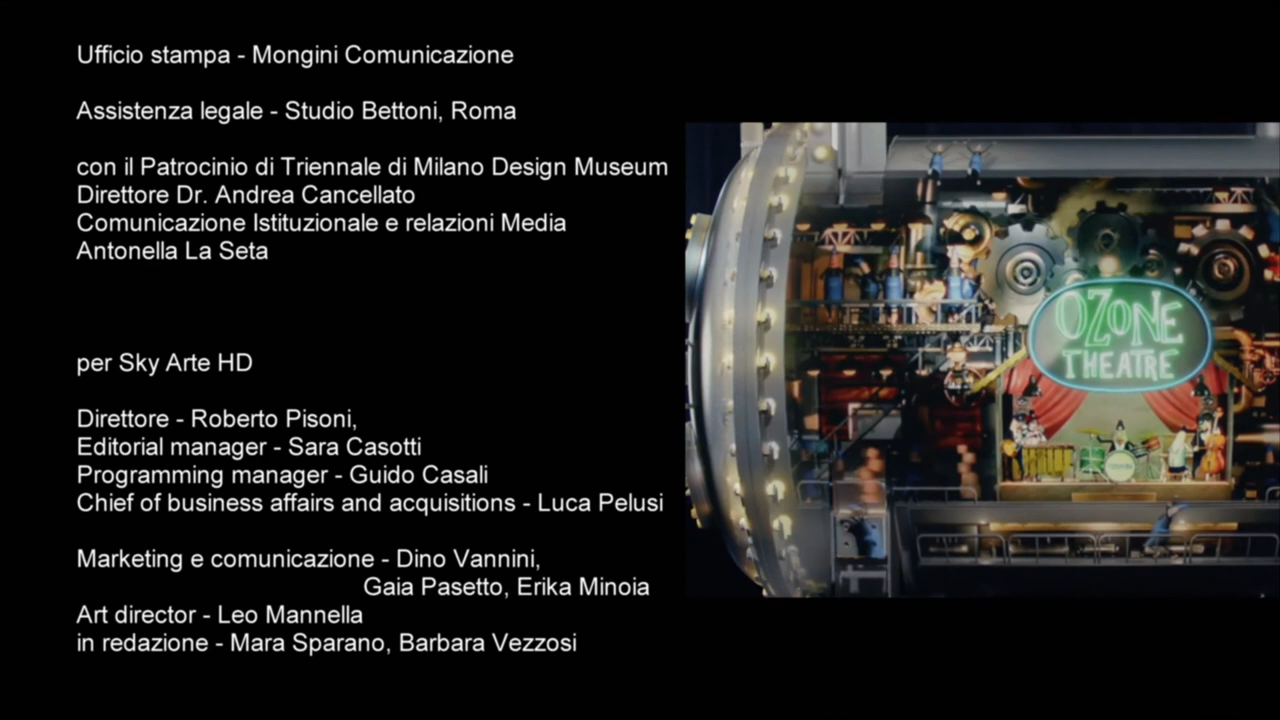 Ufficio stampa - Mongini Comunicazione
Assistenza legale - Studio Bettoni, Roma
con il Patrocinio di Triennale di Milano Design Museum
Direttore Dr. Andrea Cancellato
Comunicazione Istituzionale e relazioni Media
Antonella La Seta
per Sky Arte HD
Direttore - Roberto Pisoni,
Editorial manager - Sara Casotti
Programming manager - Guido Casali
Chief of business affairs and acquisitions - Luca Pelusi
Marketing e comunicazione - Dino Vannini,
Gaia Pasetto, Erika Minoia
Art director - Leo Mannella
in redazione - Mara Sparano, Barbara Vezzosi
OZONE
THEATRE